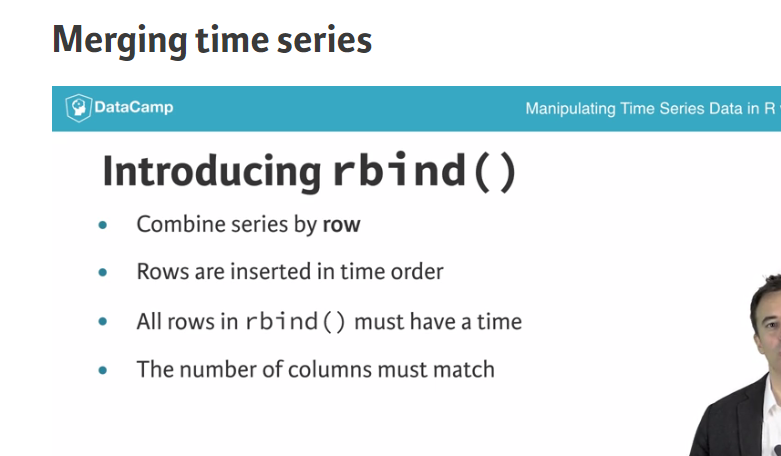 Merging time series
DataCamp
Manipulating Time Series Data in R
Introducing rbind()
Combine series by row
Rows are inserted in time order
All rows in rbind() must have a time
The number of columns must match